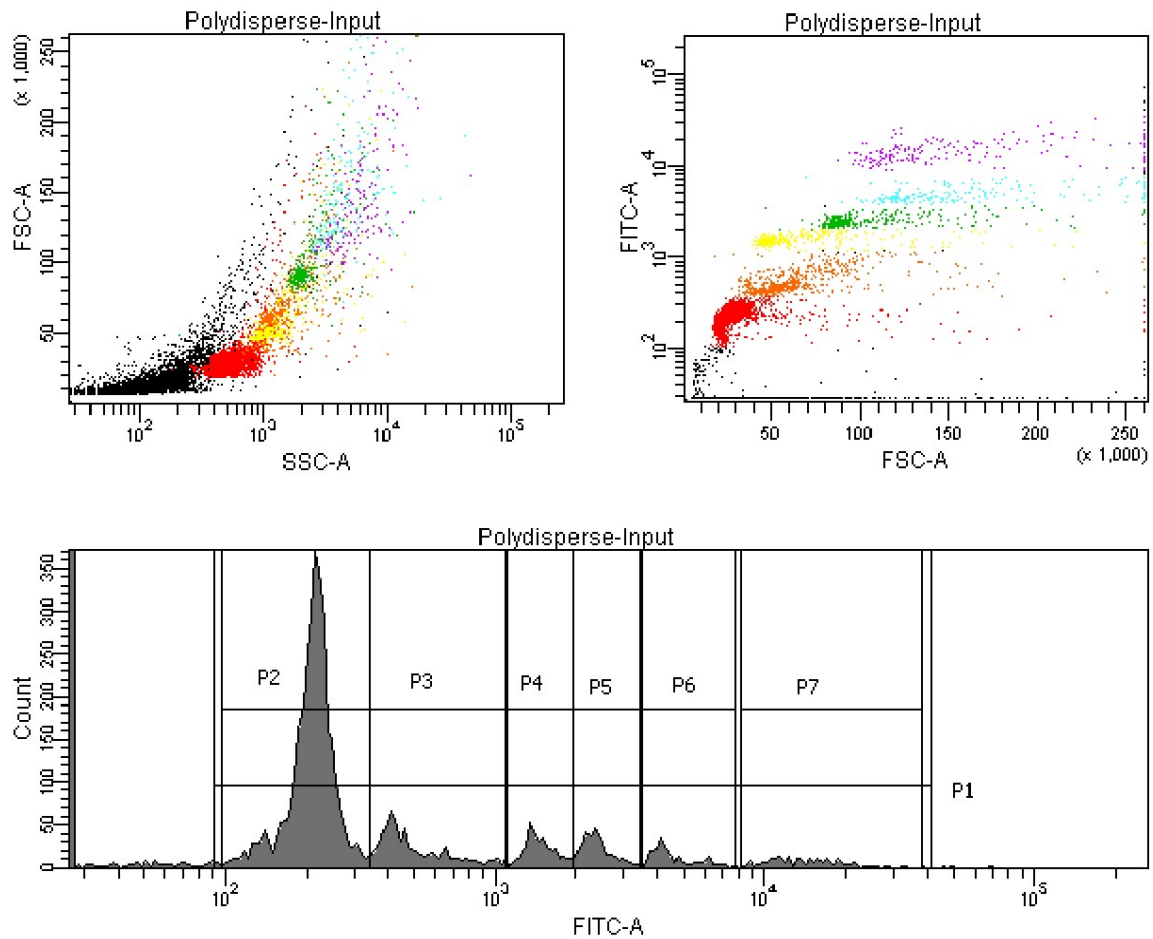 Polydisperse-Input
(x 1,000)
250
200
150
100
50
FSC-A
10²
10³
10⁴
10⁵
SSC-A
Polydisperse-Input
10⁵
10⁴
10³
10²
FITC-A
50
100
150
200
250
FSC-A
(x 1,000)
Polydisperse-Input
350
300
250
200
150
100
50
0
Count
P2
P3
P4
P5
P6
P7
P1
10²
10³
10⁴
10⁵
FITC-A